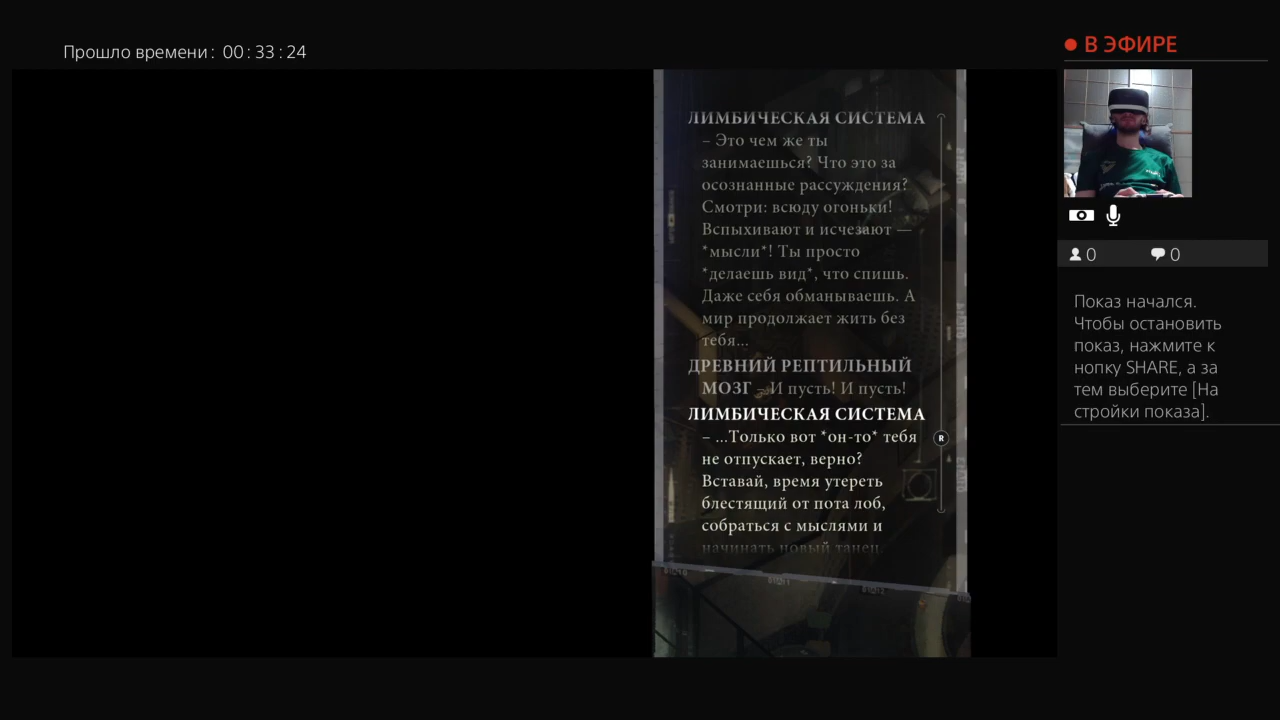 Прошло времени: 00 : 33 : 24
В ЭФИРЕ
ЛИМБИЧЕСКАЯ СИСТЕМА
– Это чем же ты
занимаешься? Что это за
осознанные рассуждения?
Смотри: всюду огоньки!
Вспыхивают и исчезают —
*мысли*! Ты просто
*делаешь вид*, что спишь.
Даже себя обманываешь. А
мир продолжает жить без
тебя...
ДРЕВНИЙ РЕПТИЛЬНЫЙ
МОЗГ – И пусть! И пусть!
ЛИМБИЧЕСКАЯ СИСТЕМА
– ...Только вот *он-то* тебя
не отпускает, верно?
Вставай, время утереть
блестящий от пота лоб,
собраться с мыслями и
начинать новый танец.
R
0 0
Показ начался.
Чтобы остановить
показ, нажмите к
нопку SHARE, а за
тем выберите [На
стройки показа].